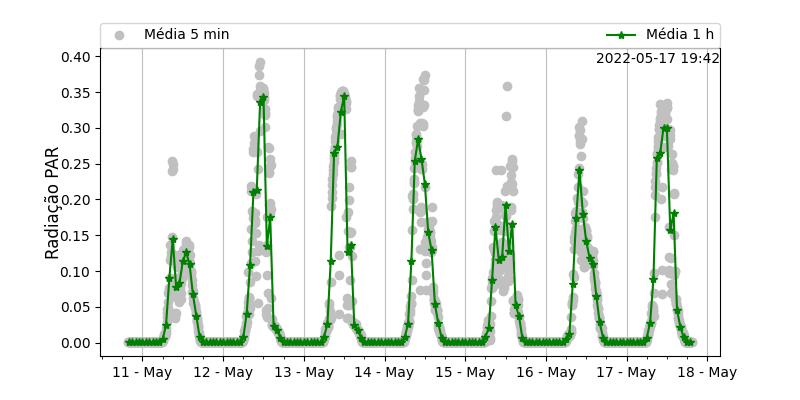 Média 5 min
Média 1 h
2022-05-17 19:42
Radiação PAR
0.40
0.35
0.30
0.25
0.20
0.15
0.10
0.05
0.00
11 - May
12 - May
13 - May
14 - May
15 - May
16 - May
17 - May
18 - May